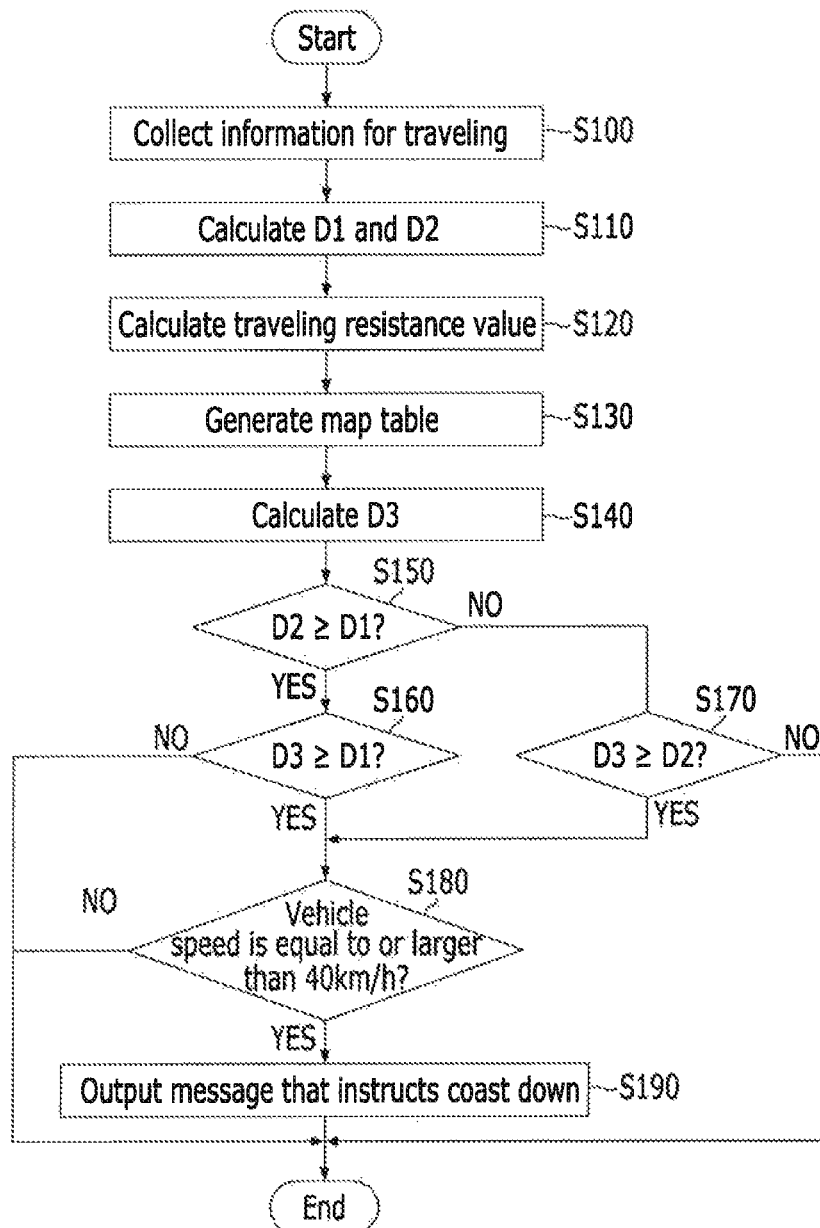 Start
Collect information for traveling
S100
Calculate D1 and D2
S110
Calculate traveling resistance value
S120
Generate map table
S130
Calculate D3
S140
S150
D2 ≥ D1?
NO
YES
S160
S170
NO
D3 ≥ D1?
D3 ≥ D2?
NO
YES
YES
S180
NO
Vehicle
speed is equal to or larger
than 40km/h?
YES
Output message that instructs coast down
S190
End